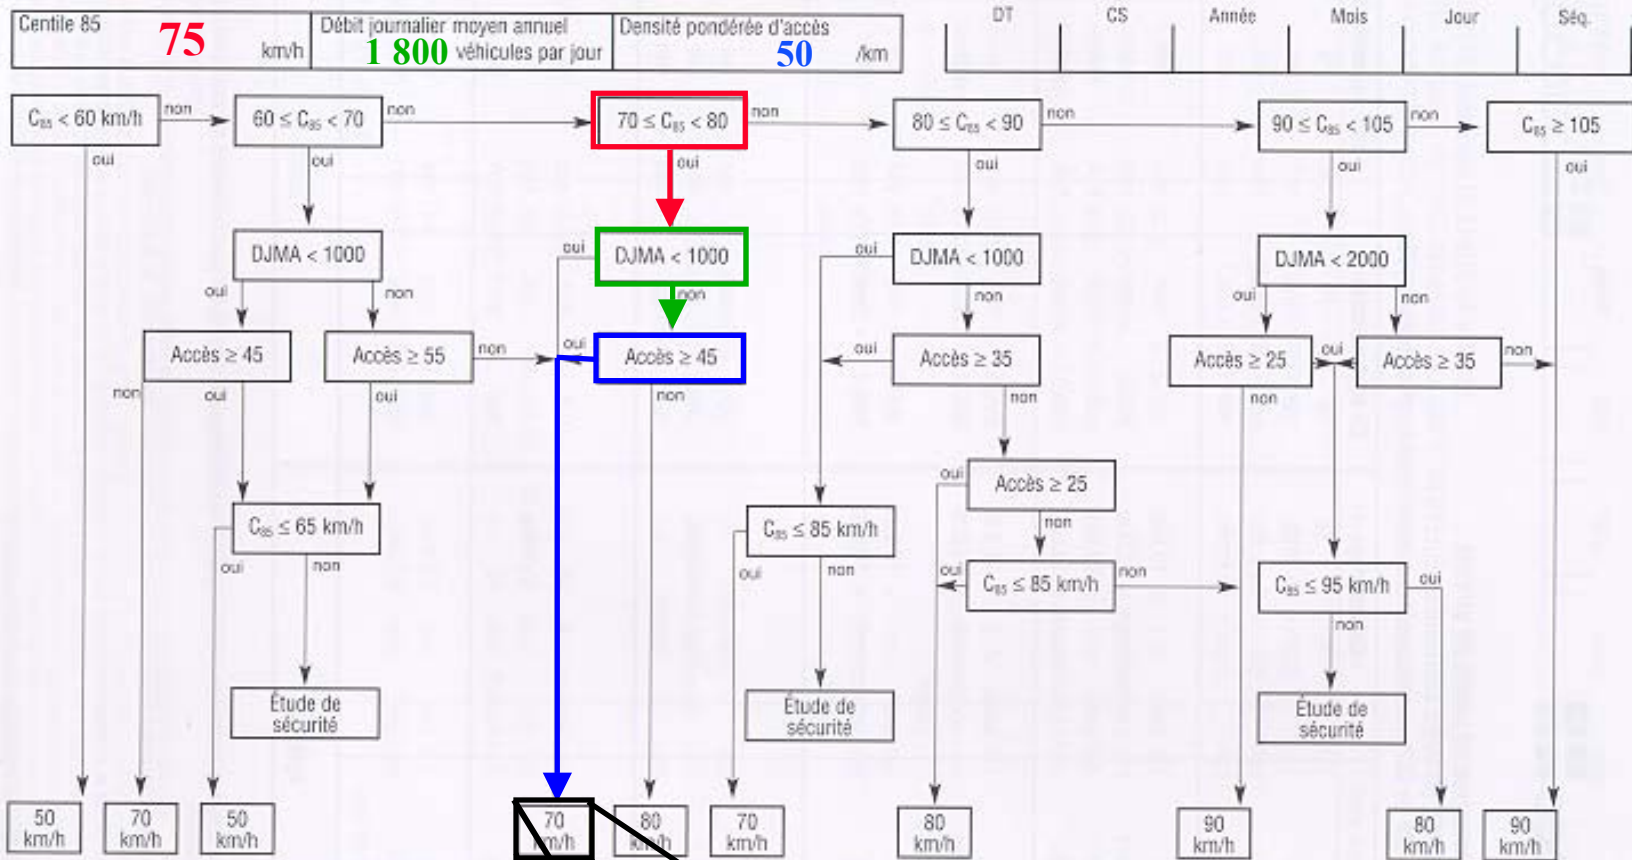 Centile 85
75 km/h
Débit journalier moyen annuel
1 800 véhicules par jour
Densité pondérée d'accès
50 /km
DT CS Année Mois Jour Séq.
C85 < 60 km/h non 60 ≤ C85 < 70 non 70 ≤ C85 < 80 non 80 ≤ C85 < 90 non 90 ≤ C85 < 105 non C85 ≥ 105
oui oui oui oui oui oui
DJMA < 1000 oui DJMA < 1000 oui DJMA < 1000 DJMA < 2000
oui non non non oui non
Accès ≥ 45 Accès ≥ 55 non oui Accès ≥ 45 oui Accès ≥ 35 Accès ≥ 25 oui Accès ≥ 35 non
non oui oui non non non
oui Accès ≥ 25
C85 ≤ 65 km/h C85 ≤ 85 km/h non
oui non oui non oui C85 ≤ 85 km/h non C85 ≤ 95 km/h oui
non
Étude de
sécurité
Étude de
sécurité
Étude de
sécurité
50
km/h
70
km/h
50
km/h
70
km/h
80
km/h
70
km/h
80
km/h
90
km/h
80
km/h
90
km/h